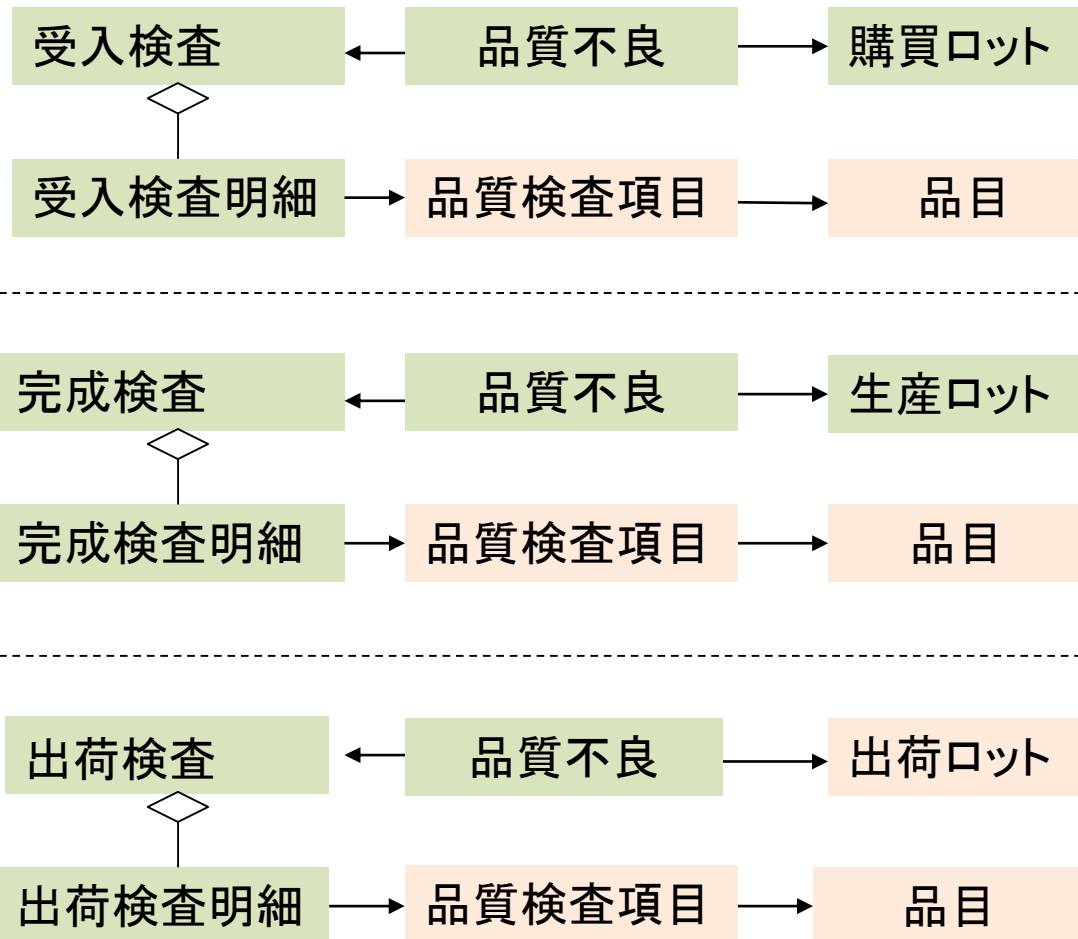 受入検査
品質不良
購買ロット
受入検査明細
品質検査項目
品目
完成検査
品質不良
生産ロット
完成検査明細
品質検査項目
品目
出荷検査
品質不良
出荷ロット
出荷検査明細
品質検査項目
品目